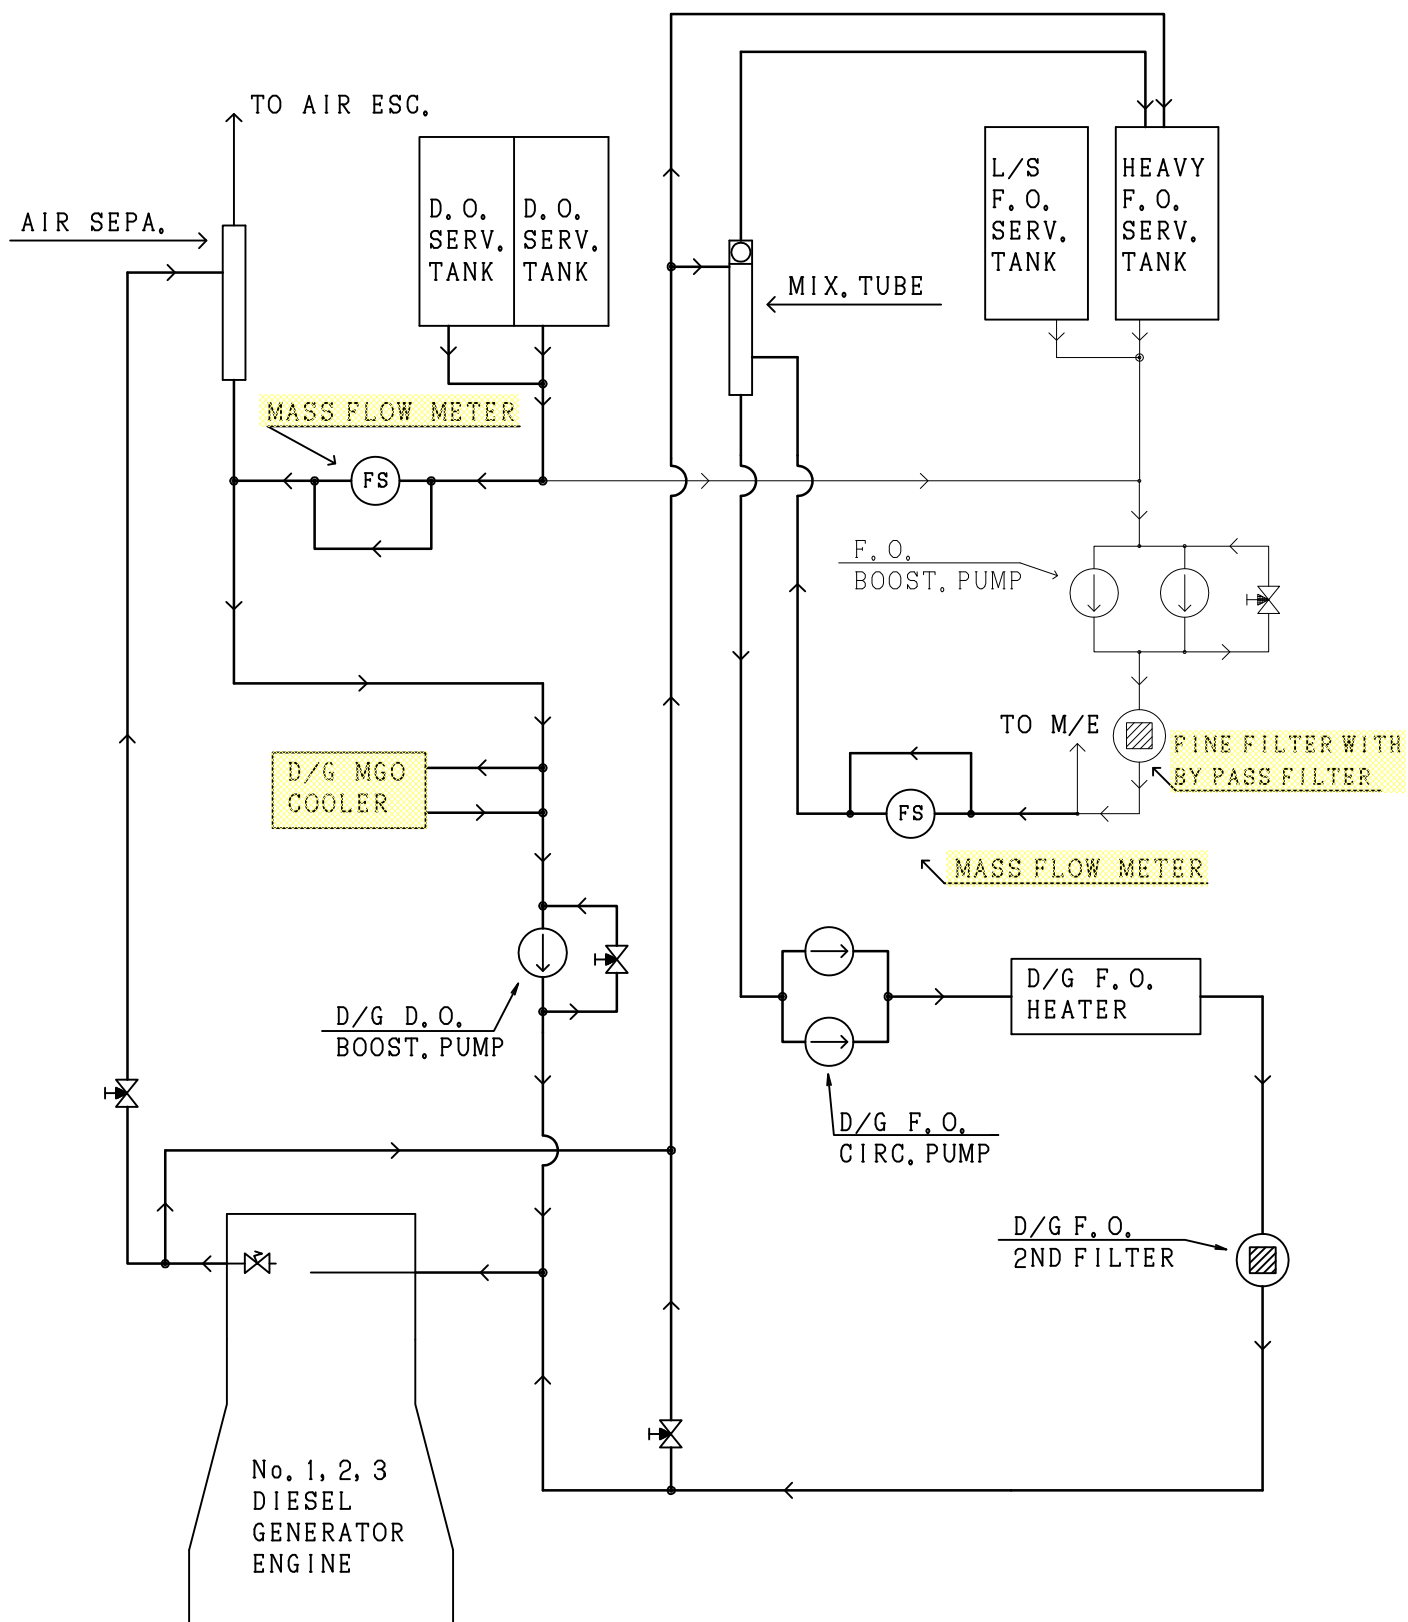 TO AIR ESC.
AIR SEPA.
D.O.
SERV.
TANK
D.O.
SERV.
TANK
L/S
F.O.
SERV.
TANK
HEAVY
F.O.
SERV.
TANK
MIX.TUBE
MASS FLOW METER
FS
F.O.
BOOST.PUMP
TO M/E
FINE FILTER WITH
BY PASS FILTER
D/G MGO
COOLER
FS
MASS FLOW METER
D/G D.O.
BOOST.PUMP
D/G F.O.
HEATER
D/G F.O.
CIRC.PUMP
D/G F.O.
2ND FILTER
No.1,2,3
DIESEL
GENERATOR
ENGINE